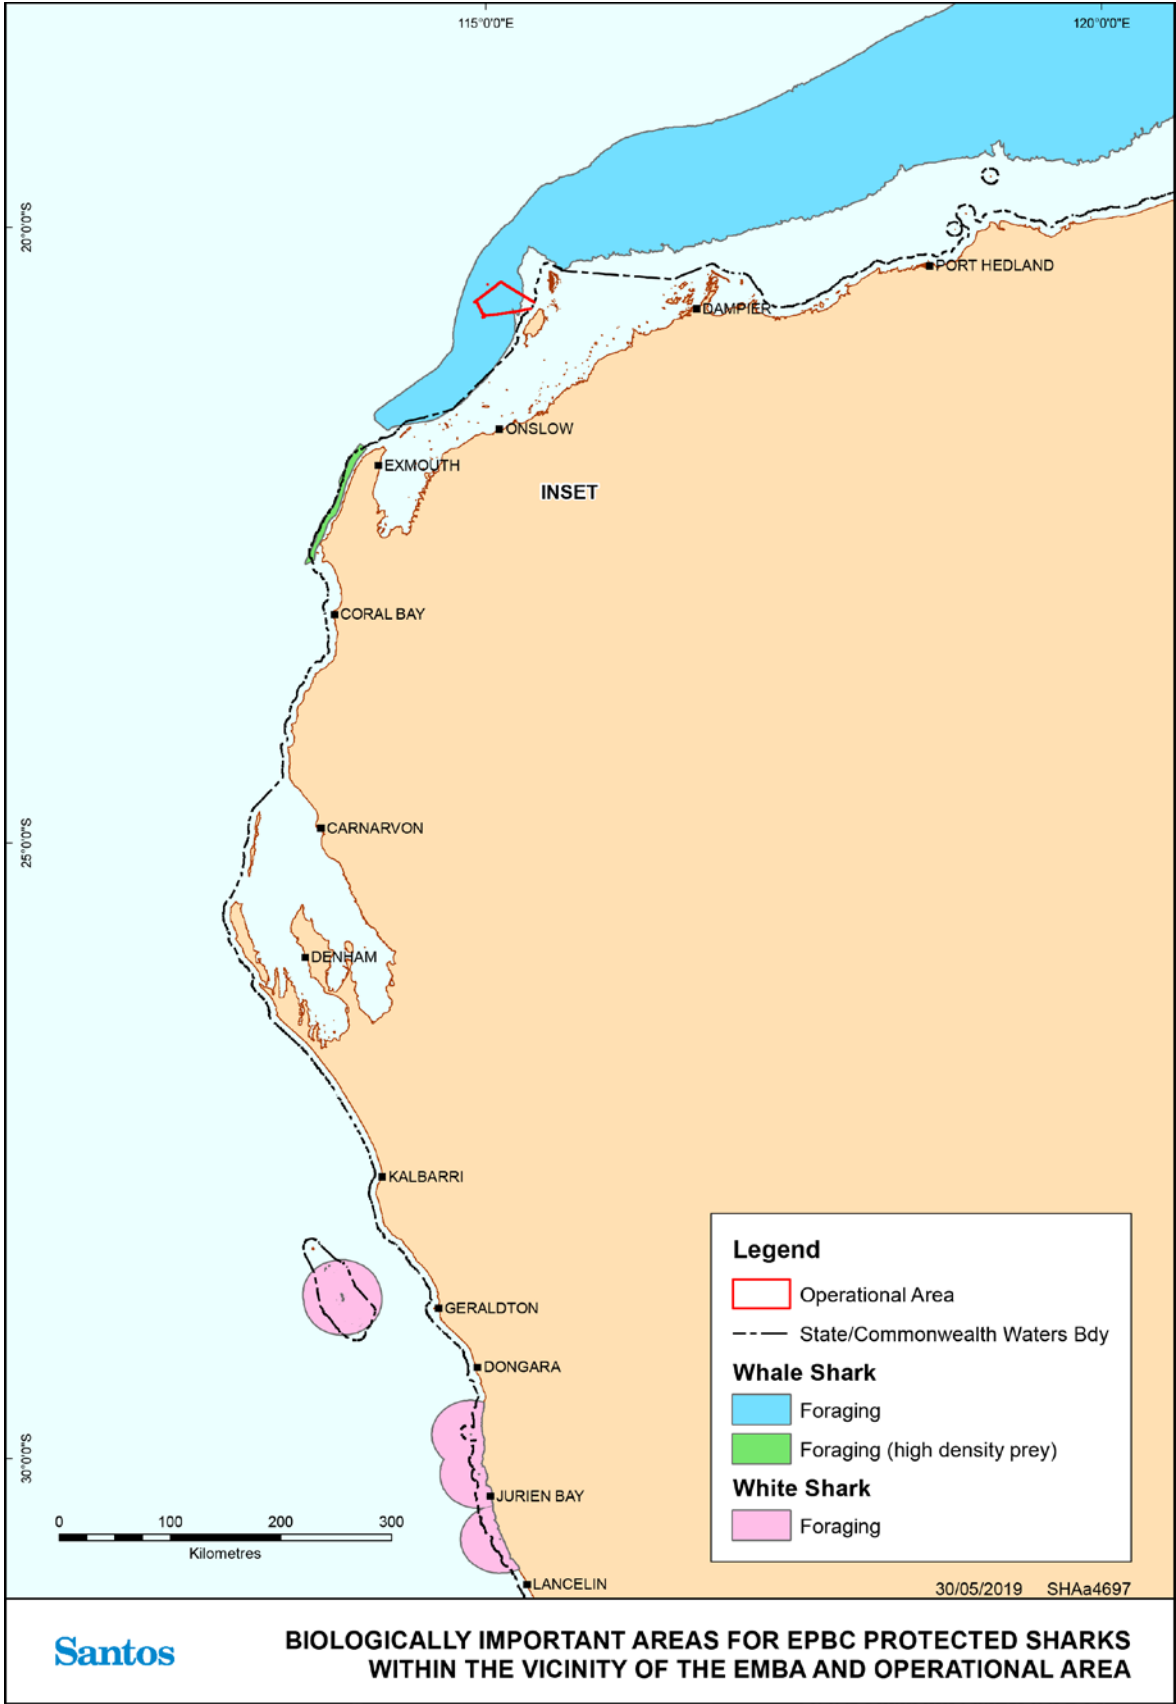 115°0'0"E
120°0'0"E
20°0'0"S
PORT HEDLAND
DAMPIER
ONSLOW
EXMOUTH
INSET
CORAL BAY
CARNARVON
25°0'0"S
DENHAM
KALBARRI
GERALDTON
DONGARA
30°0'0"S
JURIEN BAY
LANCELIN
0 100 200 300
Kilometres
Legend
Operational Area
State/Commonwealth Waters Bdy
Whale Shark
Foraging
Foraging (high density prey)
White Shark
Foraging
30/05/2019 SHAa4697
Santos
BIOLOGICALLY IMPORTANT AREAS FOR EPBC PROTECTED SHARKS
WITHIN THE VICINITY OF THE EMBA AND OPERATIONAL AREA